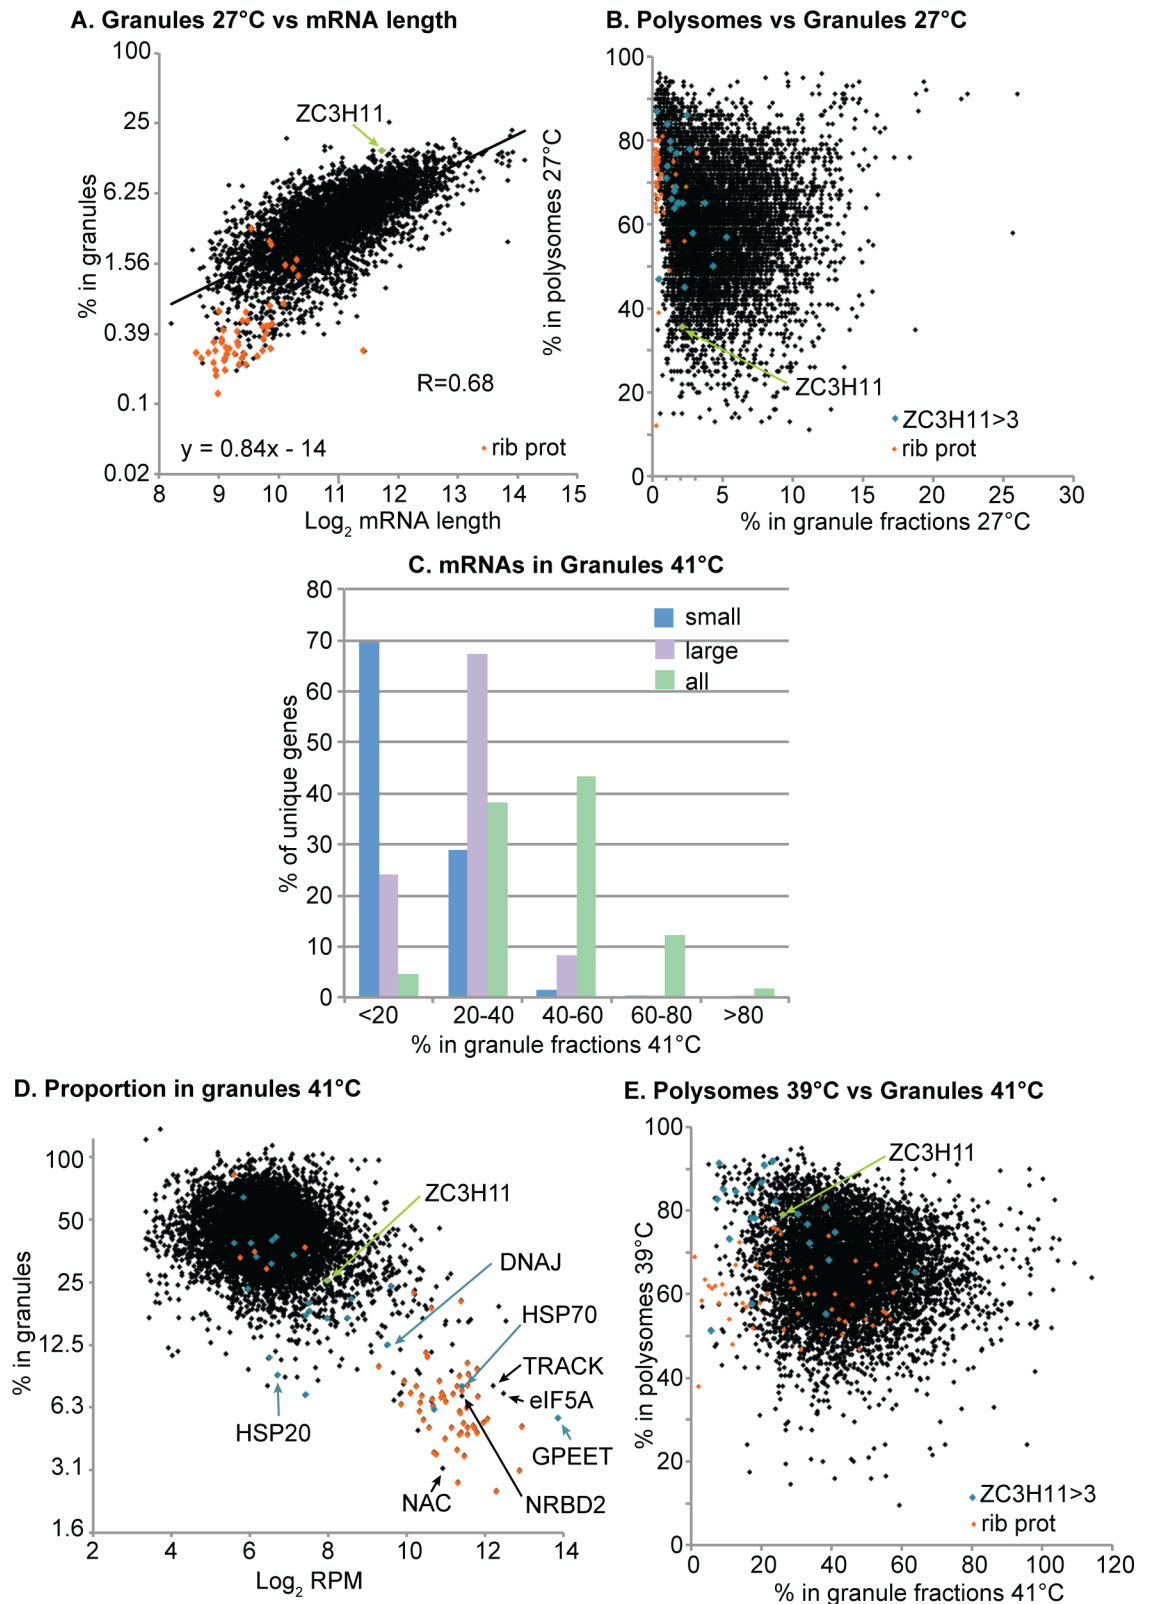 A. Granules 27°C vs mRNA length
100
25
6.25
1.56
0.39
0.1
0.02
% in granules
ZC3H11
R=0.68
y = 0.84x - 14
rib prot
8 9 10 11 12 13 14 15
Log2 mRNA length
B. Polysomes vs Granules 27°C
100
80
60
40
20
0
% in polysomes 27°C
ZC3H11
ZC3H11>3
rib prot
0 5 10 15 20 25 30
% in granule fractions 27°C
C. mRNAs in Granules 41°C
80
70
60
50
40
30
20
10
0
% of unique genes
small
large
all
<20 20-40 40-60 60-80 >80
% in granule fractions 41°C
D. Proportion in granules 41°C
100
50
25
12.5
6.3
3.1
1.6
% in granules
ZC3H11
DNAJ
HSP70
TRACK
eIF5A
GPEET
HSP20
NAC
NRBD2
2 4 6 8 10 12 14
Log2 RPM
E. Polysomes 39°C vs Granules 41°C
100
80
60
40
20
0
% in polysomes 39°C
ZC3H11
ZC3H11>3
rib prot
0 20 40 60 80 100 120
% in granule fractions 41°C